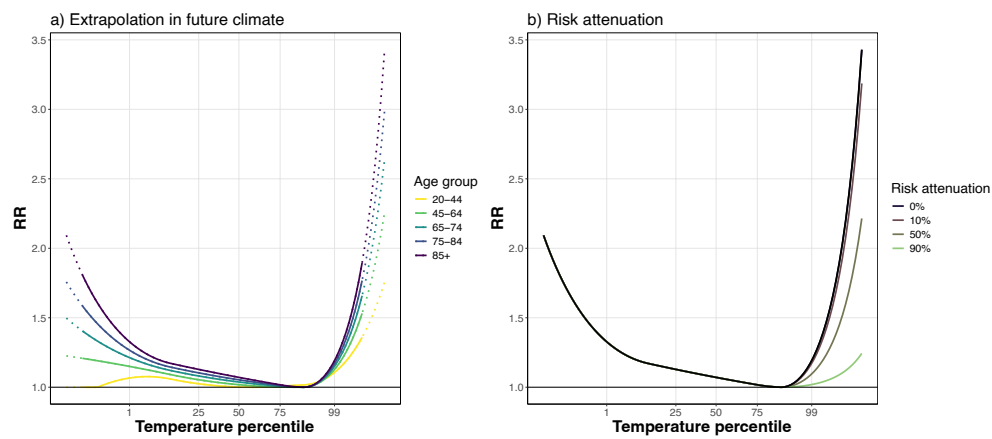 a) Extrapolation in future climate
3.5
3.0
2.5
2.0
1.5
1.0
RR
1 25 50 75 99
Temperature percentile
Age group
20–44
45–64
65–74
75–84
85+
b) Risk attenuation
3.5
3.0
2.5
2.0
1.5
1.0
RR
1 25 50 75 99
Temperature percentile
Risk attenuation
0%
10%
50%
90%